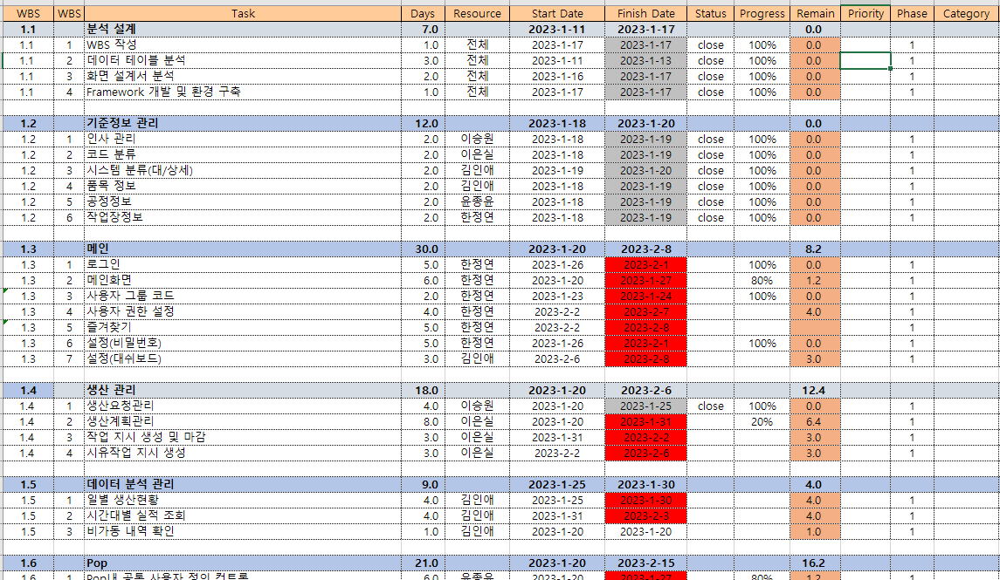 WBS WBS Task Days Resource Start Date Finish Date Status Progress Remain Priority Phase Category
1.1 분석 설계 7.0 2023-1-11 2023-1-17 0.0
1.1 1 WBS 작성 1.0 전체 2023-1-17 2023-1-17 close 100% 0.0 1
1.1 2 데이터 테이블 분석 3.0 전체 2023-1-11 2023-1-13 close 100% 0.0 1
1.1 3 화면 설계서 분석 2.0 전체 2023-1-16 2023-1-17 close 100% 0.0 1
1.1 4 Framework 개발 및 환경 구축 1.0 전체 2023-1-17 2023-1-17 close 100% 0.0 1
1.2 기준정보 관리 12.0 2023-1-18 2023-1-20 0.0
1.2 1 인사 관리 2.0 이승원 2023-1-18 2023-1-19 close 100% 0.0 1
1.2 2 코드 분류 2.0 이은실 2023-1-18 2023-1-19 close 100% 0.0 1
1.2 3 시스템 분류(대/상세) 2.0 김인애 2023-1-19 2023-1-20 close 100% 0.0 1
1.2 4 품목 정보 2.0 김인애 2023-1-18 2023-1-19 close 100% 0.0 1
1.2 5 공정정보 2.0 윤종윤 2023-1-18 2023-1-19 close 100% 0.0 1
1.2 6 작업장정보 2.0 한정연 2023-1-18 2023-1-19 close 100% 0.0 1
1.3 메인 30.0 2023-1-20 2023-2-8 8.2
1.3 1 로그인 5.0 한정연 2023-1-26 2023-2-1 100% 0.0 1
1.3 2 메인화면 6.0 한정연 2023-1-20 2023-1-27 80% 1.2 1
1.3 3 사용자 그룹 코드 2.0 한정연 2023-1-23 2023-1-24 100% 0.0 1
1.3 4 사용자 권한 설정 4.0 한정연 2023-2-2 2023-2-7 4.0 1
1.3 5 즐겨찾기 5.0 한정연 2023-2-2 2023-2-8 1
1.3 6 설정(비밀번호) 5.0 한정연 2023-1-26 2023-2-1 100% 0.0 1
1.3 7 설정(대쉬보드) 3.0 김인애 2023-2-6 2023-2-8 3.0 1
1.4 생산 관리 18.0 2023-1-20 2023-2-6 12.4
1.4 1 생산요청관리 4.0 이승원 2023-1-20 2023-1-25 close 100% 0.0 1
1.4 2 생산계획관리 8.0 이은실 2023-1-20 2023-1-31 20% 6.4 1
1.4 3 작업 지시 생성 및 마감 3.0 이은실 2023-1-31 2023-2-2 3.0 1
1.4 4 시유작업 지시 생성 3.0 이은실 2023-2-2 2023-2-6 3.0 1
1.5 데이터 분석 관리 9.0 2023-1-25 2023-1-30 4.0
1.5 1 일별 생산현황 4.0 김인애 2023-1-25 2023-1-30 4.0 1
1.5 2 시간대별 실적 조회 4.0 김인애 2023-1-31 2023-2-3 4.0 1
1.5 3 비가동 내역 확인 1.0 김인애 2023-1-20 2023-1-20 1.0 1
1.6 Pop 21.0 2023-1-20 2023-2-15 16.2
1.6 1 Pop내 공통 사용자 정의 컨트롤 6.0 윤종윤 2023-1-20 2023-1-27 80% 1.2 1